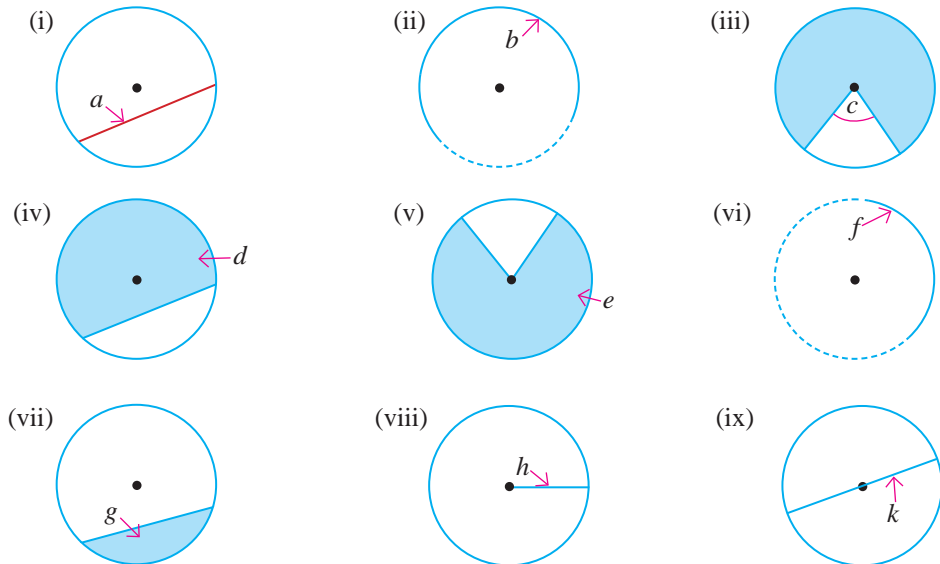 (i)
(ii)
(iii)
a
b
c
(iv)
(v)
(vi)
d
e
f
(vii)
(viii)
(ix)
g
h
k